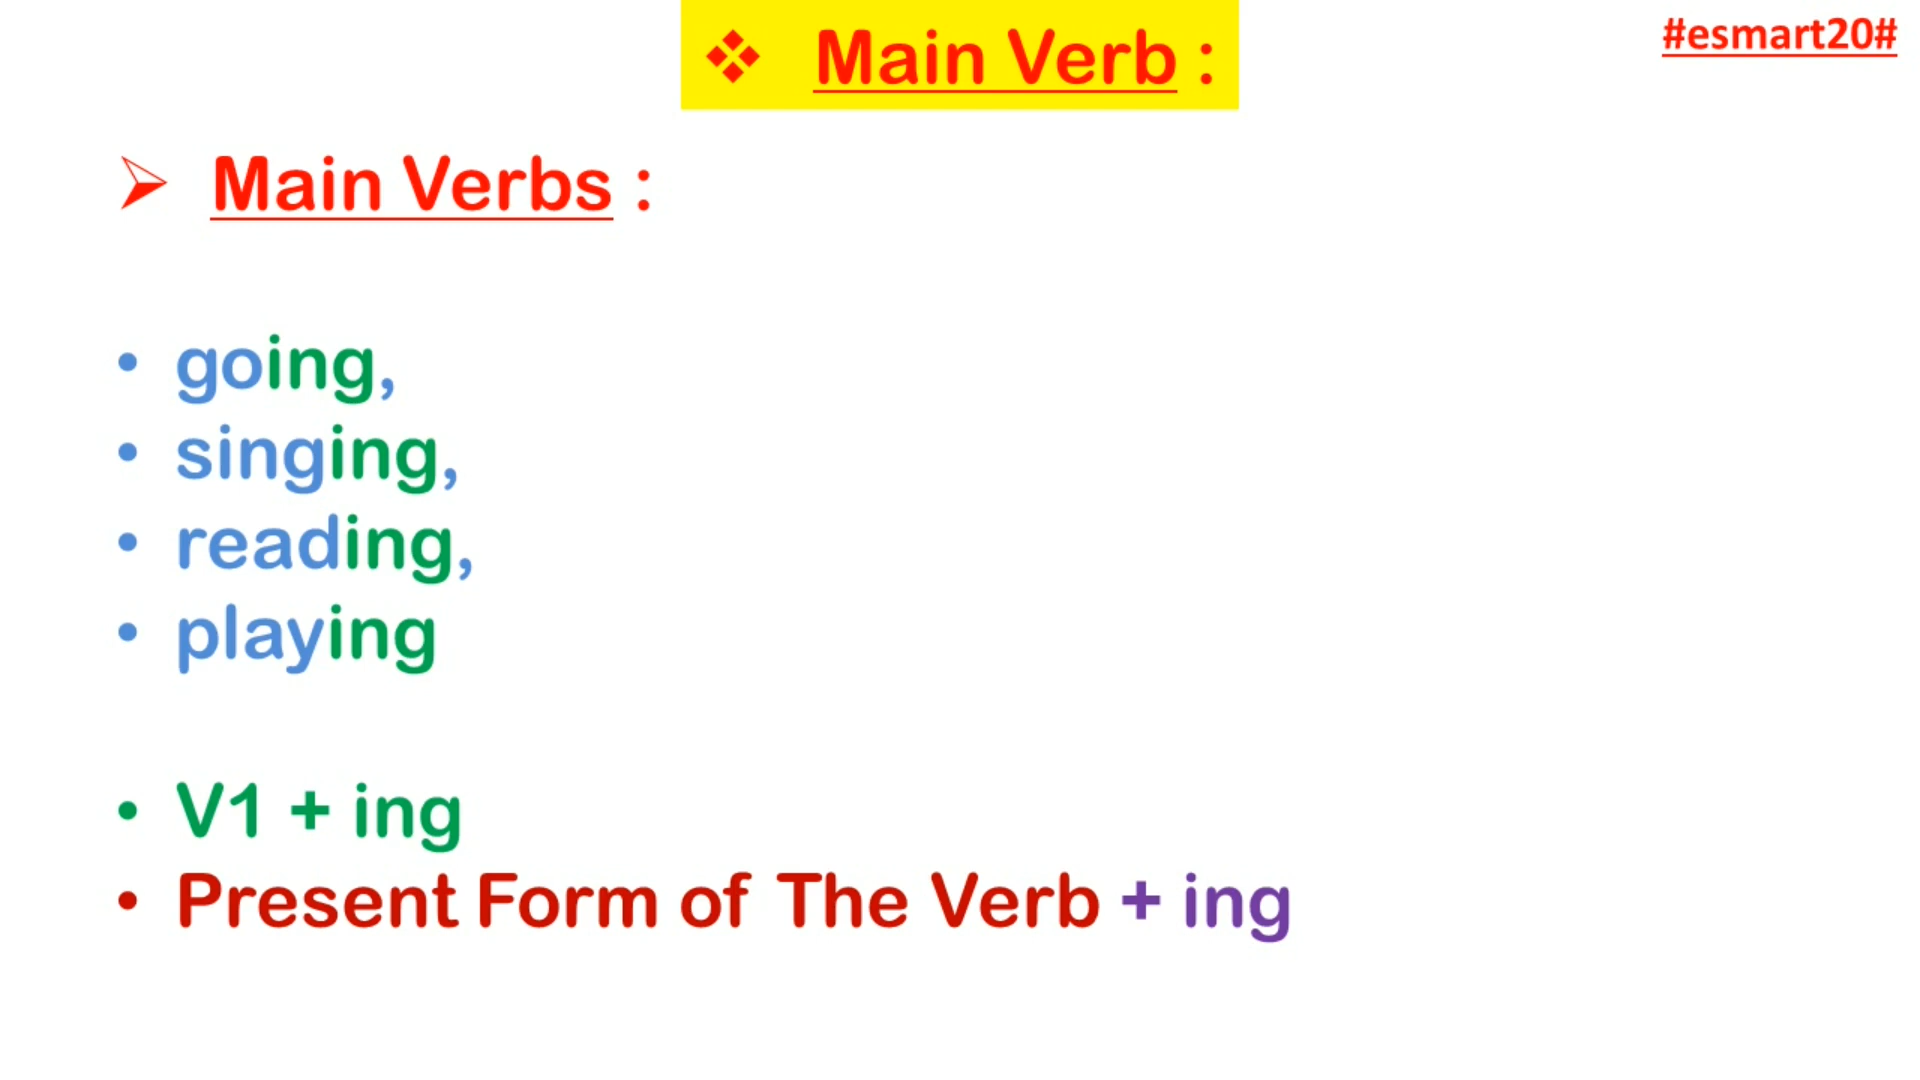 ❖ Main Verb :
#esmart20#
➢ Main Verbs :
• going,
• singing,
• reading,
• playing
• V1 + ing
• Present Form of The Verb + ing